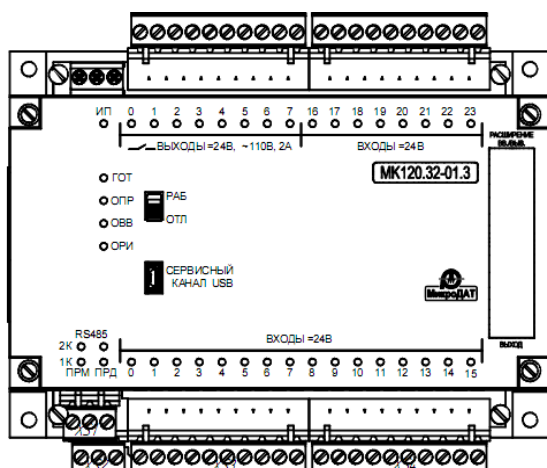 ИП 0 1 2 3 4 5 6 7 16 17 18 19 20 21 22 23
ВЫХОДЫ =24В, ~110В, 2А ВХОДЫ =24В
РАСШИРЕНИЕ
ВВ./ВЫВ.
МК120.32-01.3
ГОТ
ОПР
РАБ
ОВВ
ОТЛ
ОРИ
СЕРВИСНЫЙ
КАНАЛ USB
МикроДАТ
RS485
ВХОДЫ =24В
ВЫХОД
2К
1К
ПРМ ПРД 0 1 2 3 4 5 6 7 8 9 10 11 12 13 14 15